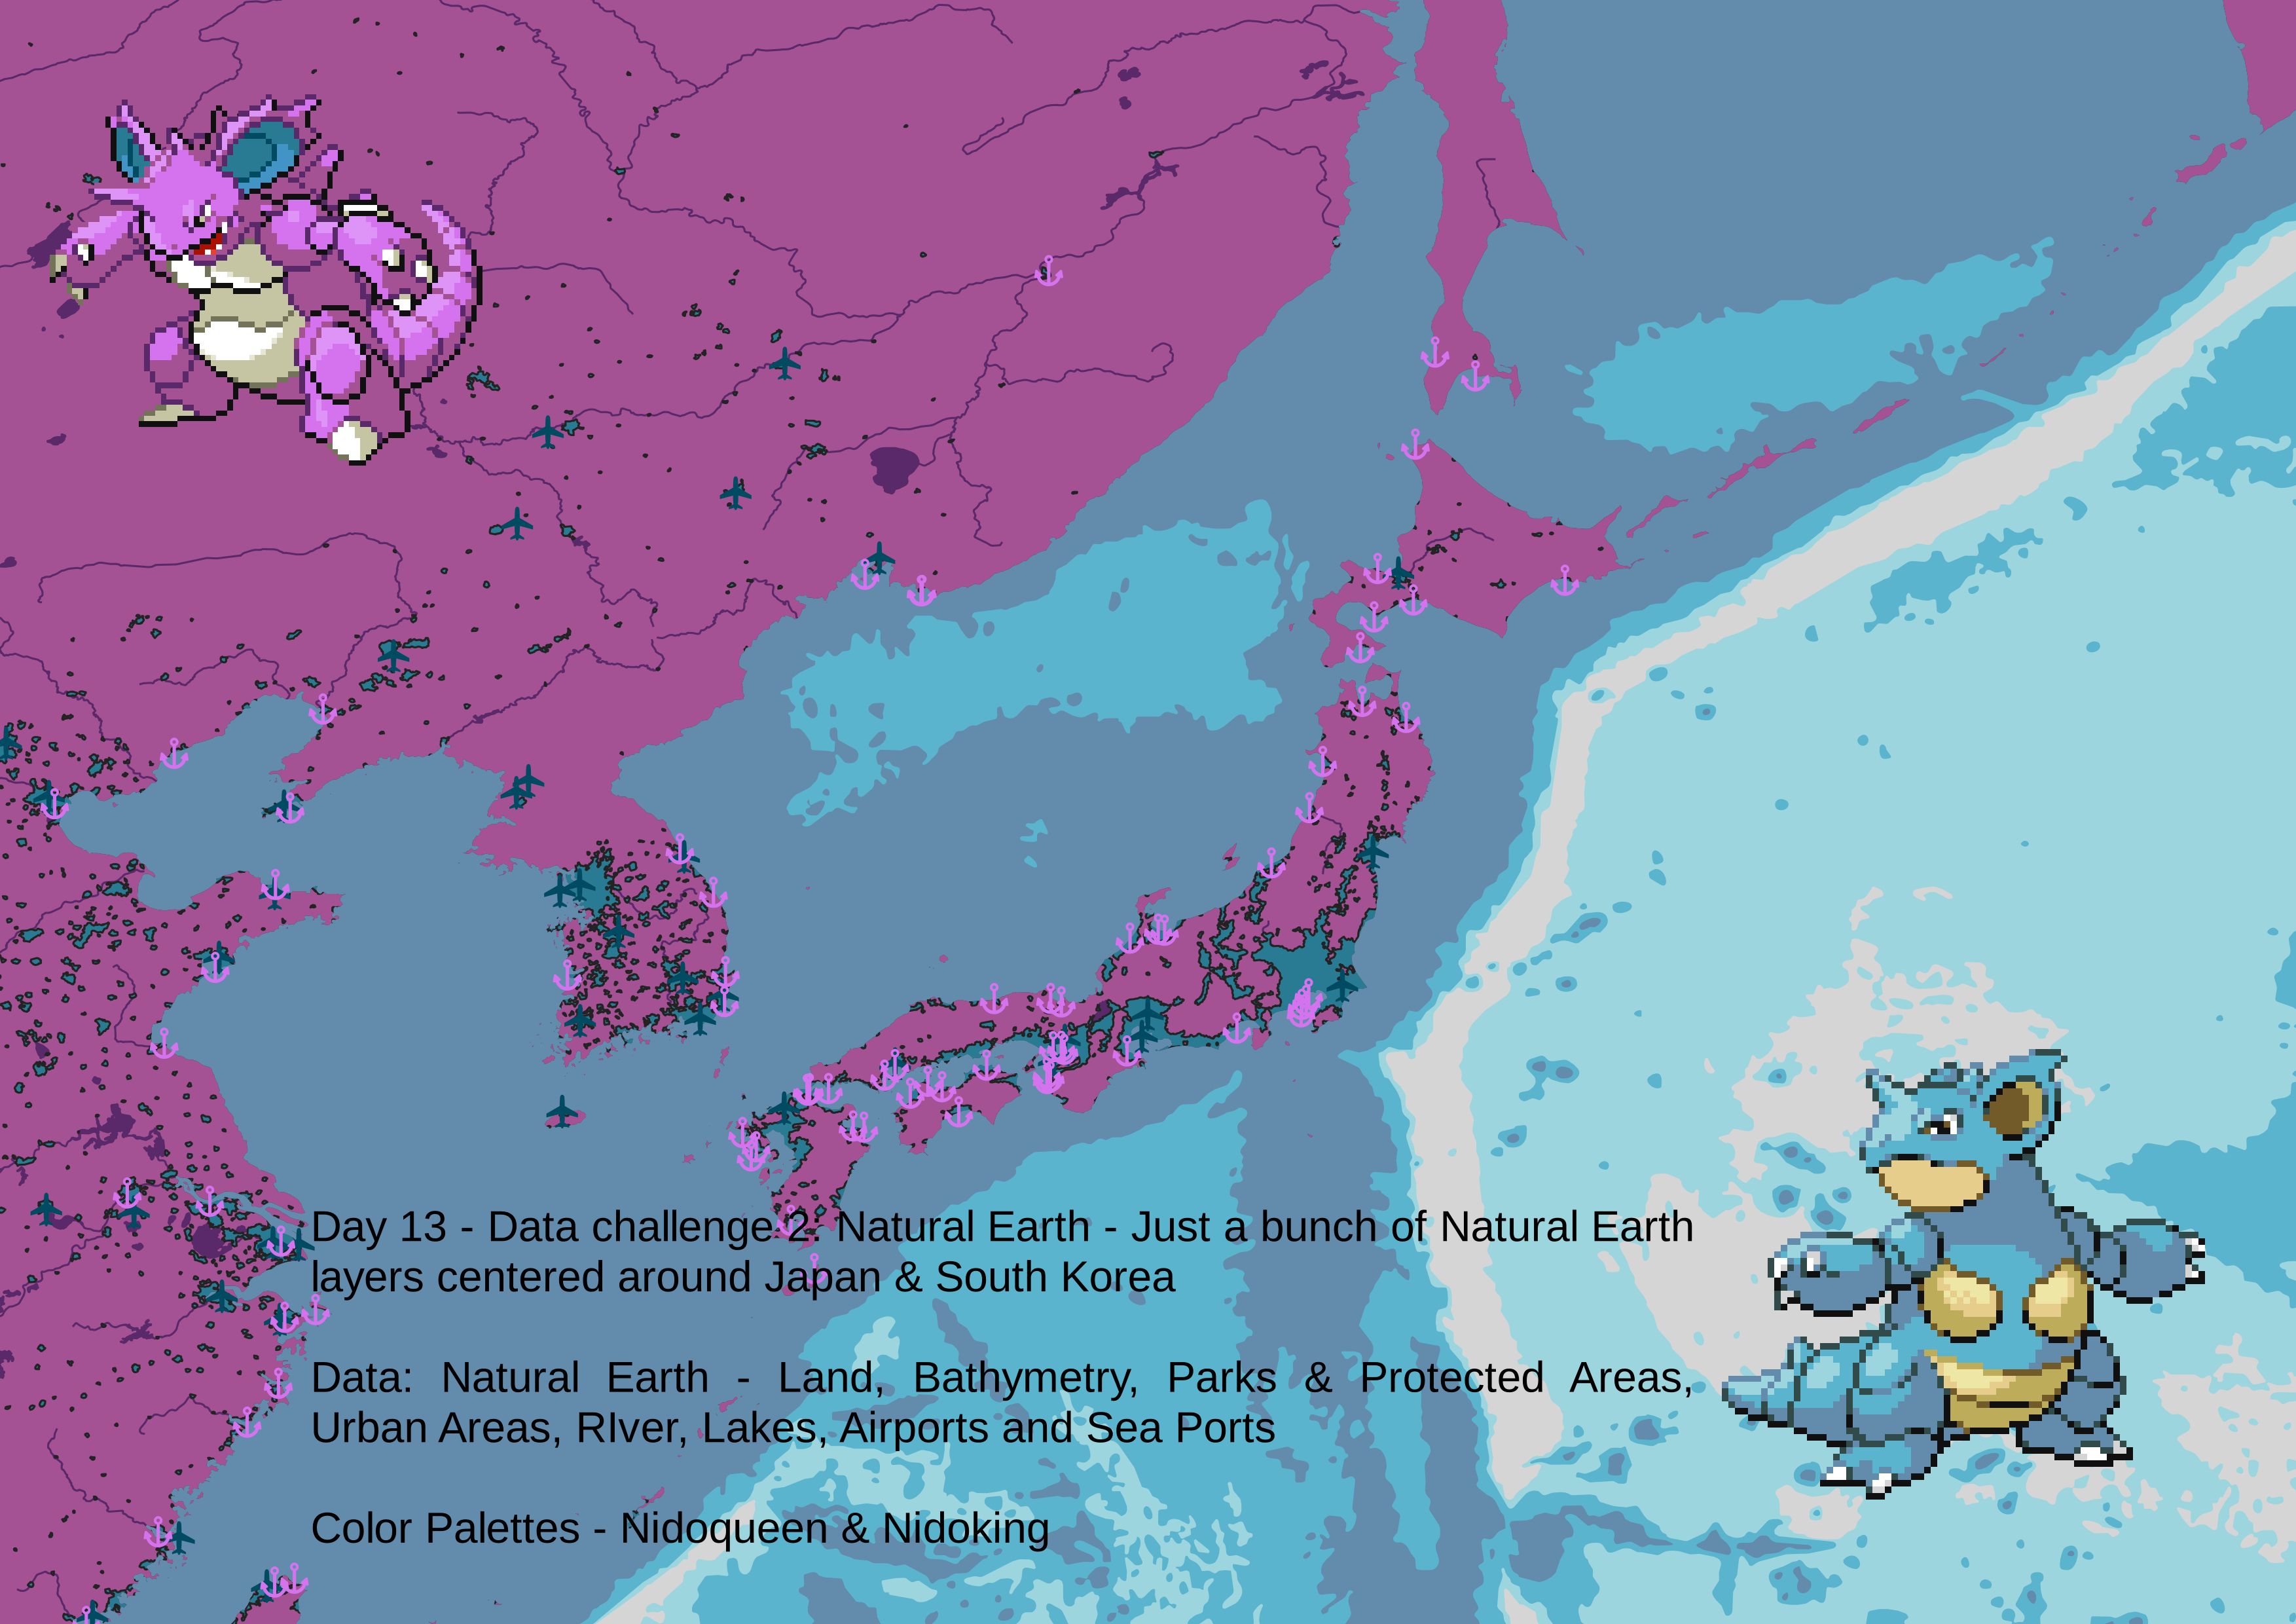 Day 13 - Data challenge 2: Natural Earth - Just a bunch of Natural Earth
layers centered around Japan & South Korea
Data: Natural Earth - Land, Bathymetry, Parks & Protected Areas,
Urban Areas, RIver, Lakes, Airports and Sea Ports
Color Palettes - Nidoqueen & Nidoking